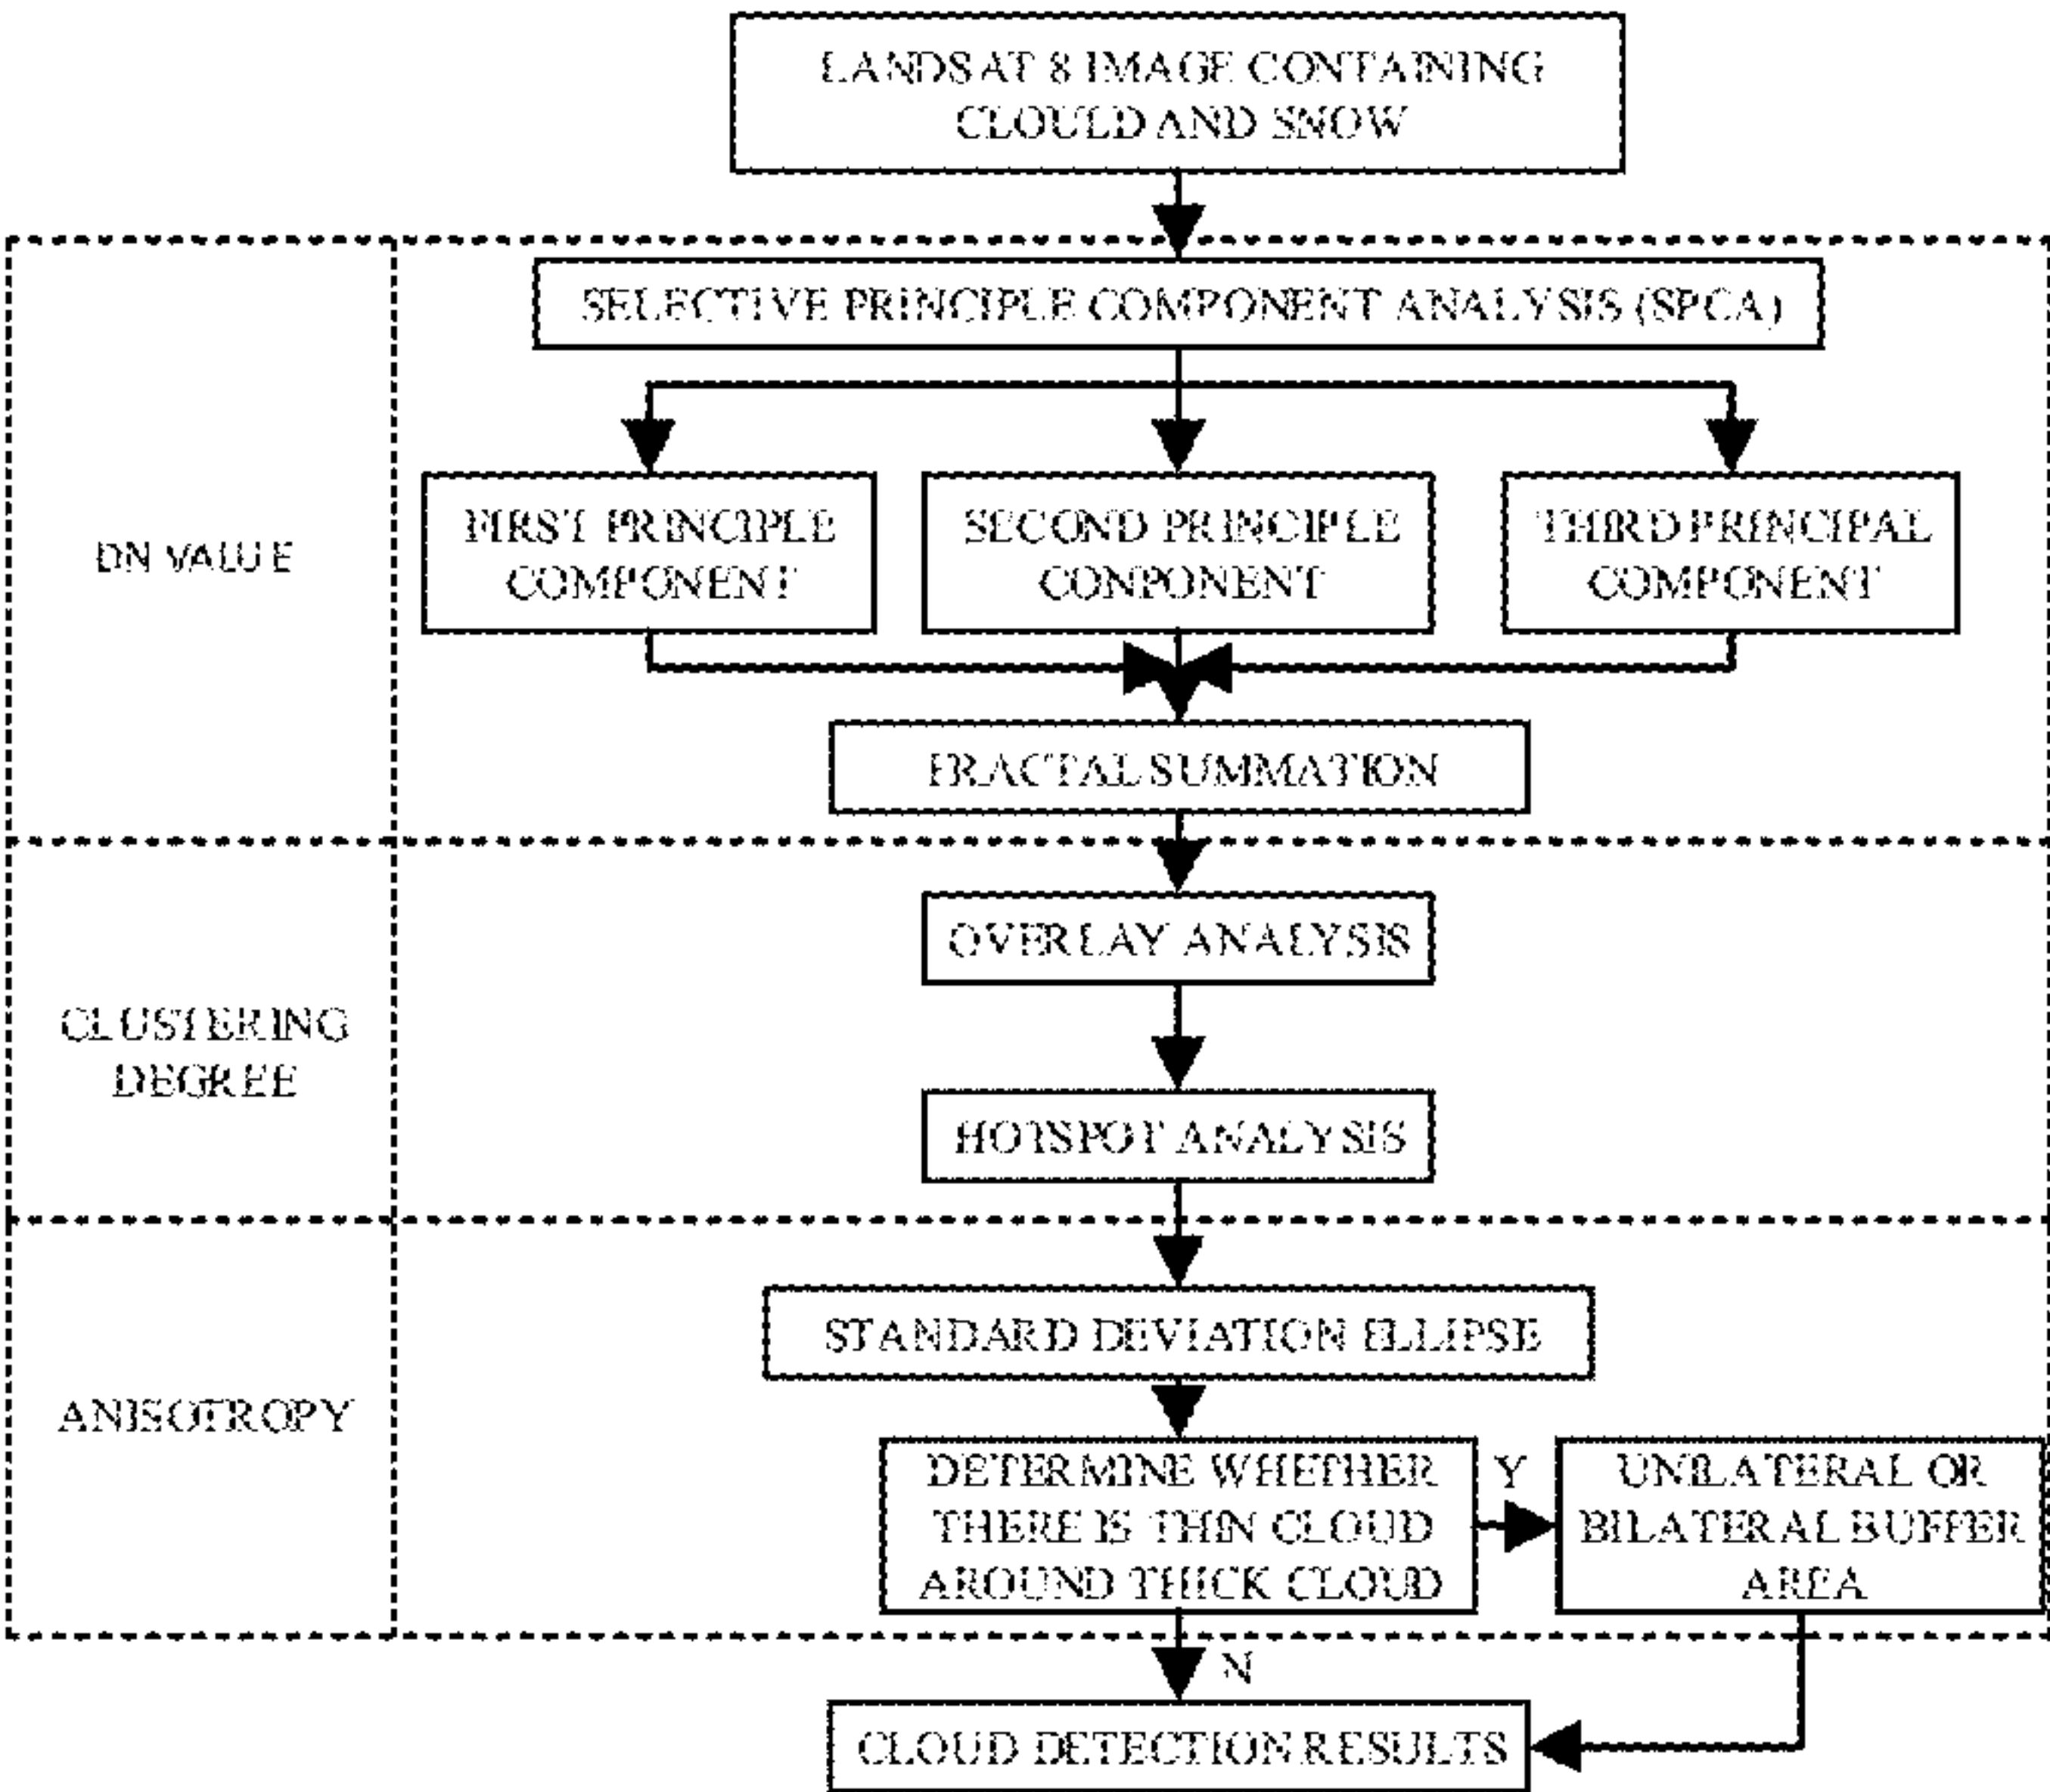 LANDSAT 8 IMAGE CONTAINING
CLOULD AND SNOW
SELECTIVE PRINCIPLE COMPONENT ANALYSIS (SPCA)
DN VALUE
FIRST PRINCIPLE
COMPONENT
SECOND PRINCIPLE
CONPONENT
THIRD PRINCIPAL
COMPONENT
FRACTAL SUMMATION
CLUSTERING
DEGREE
OVERLAY ANALYSIS
HOTSPOT ANALYSIS
ANISOTROPY
STANDARD DEVIATION ELLIPSE
DETERMINE WHETHER
THERE IS THIN CLOUD
AROUND THICK CLOUD
Y
UNILATERAL OR
BILATERAL BUFFER
AREA
N
CLOUD DETECTION RESULTS